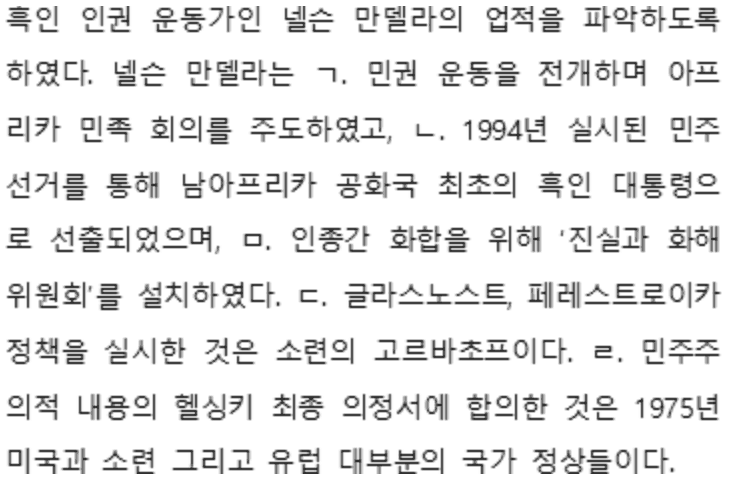 흑인 인권 운동가인 넬슨 만델라의 업적을 파악하도록
하였다. 넬슨 만델라는 ㄱ. 민권 운동을 전개하며 아프
리카 민족 회의를 주도하였고, ㄴ. 1994년 실시된 민주
선거를 통해 남아프리카 공화국 최초의 흑인 대통령으
로 선출되었으며, ㅁ. 인종간 화합을 위해 '진실과 화해
위원회'를 설치하였다. ㄷ. 글라스노스트, 페레스트로이카
정책을 실시한 것은 소련의 고르바초프이다. ㄹ. 민주주
의적 내용의 헬싱키 최종 의정서에 합의한 것은 1975년
미국과 소련 그리고 유럽 대부분의 국가 정상들이다.